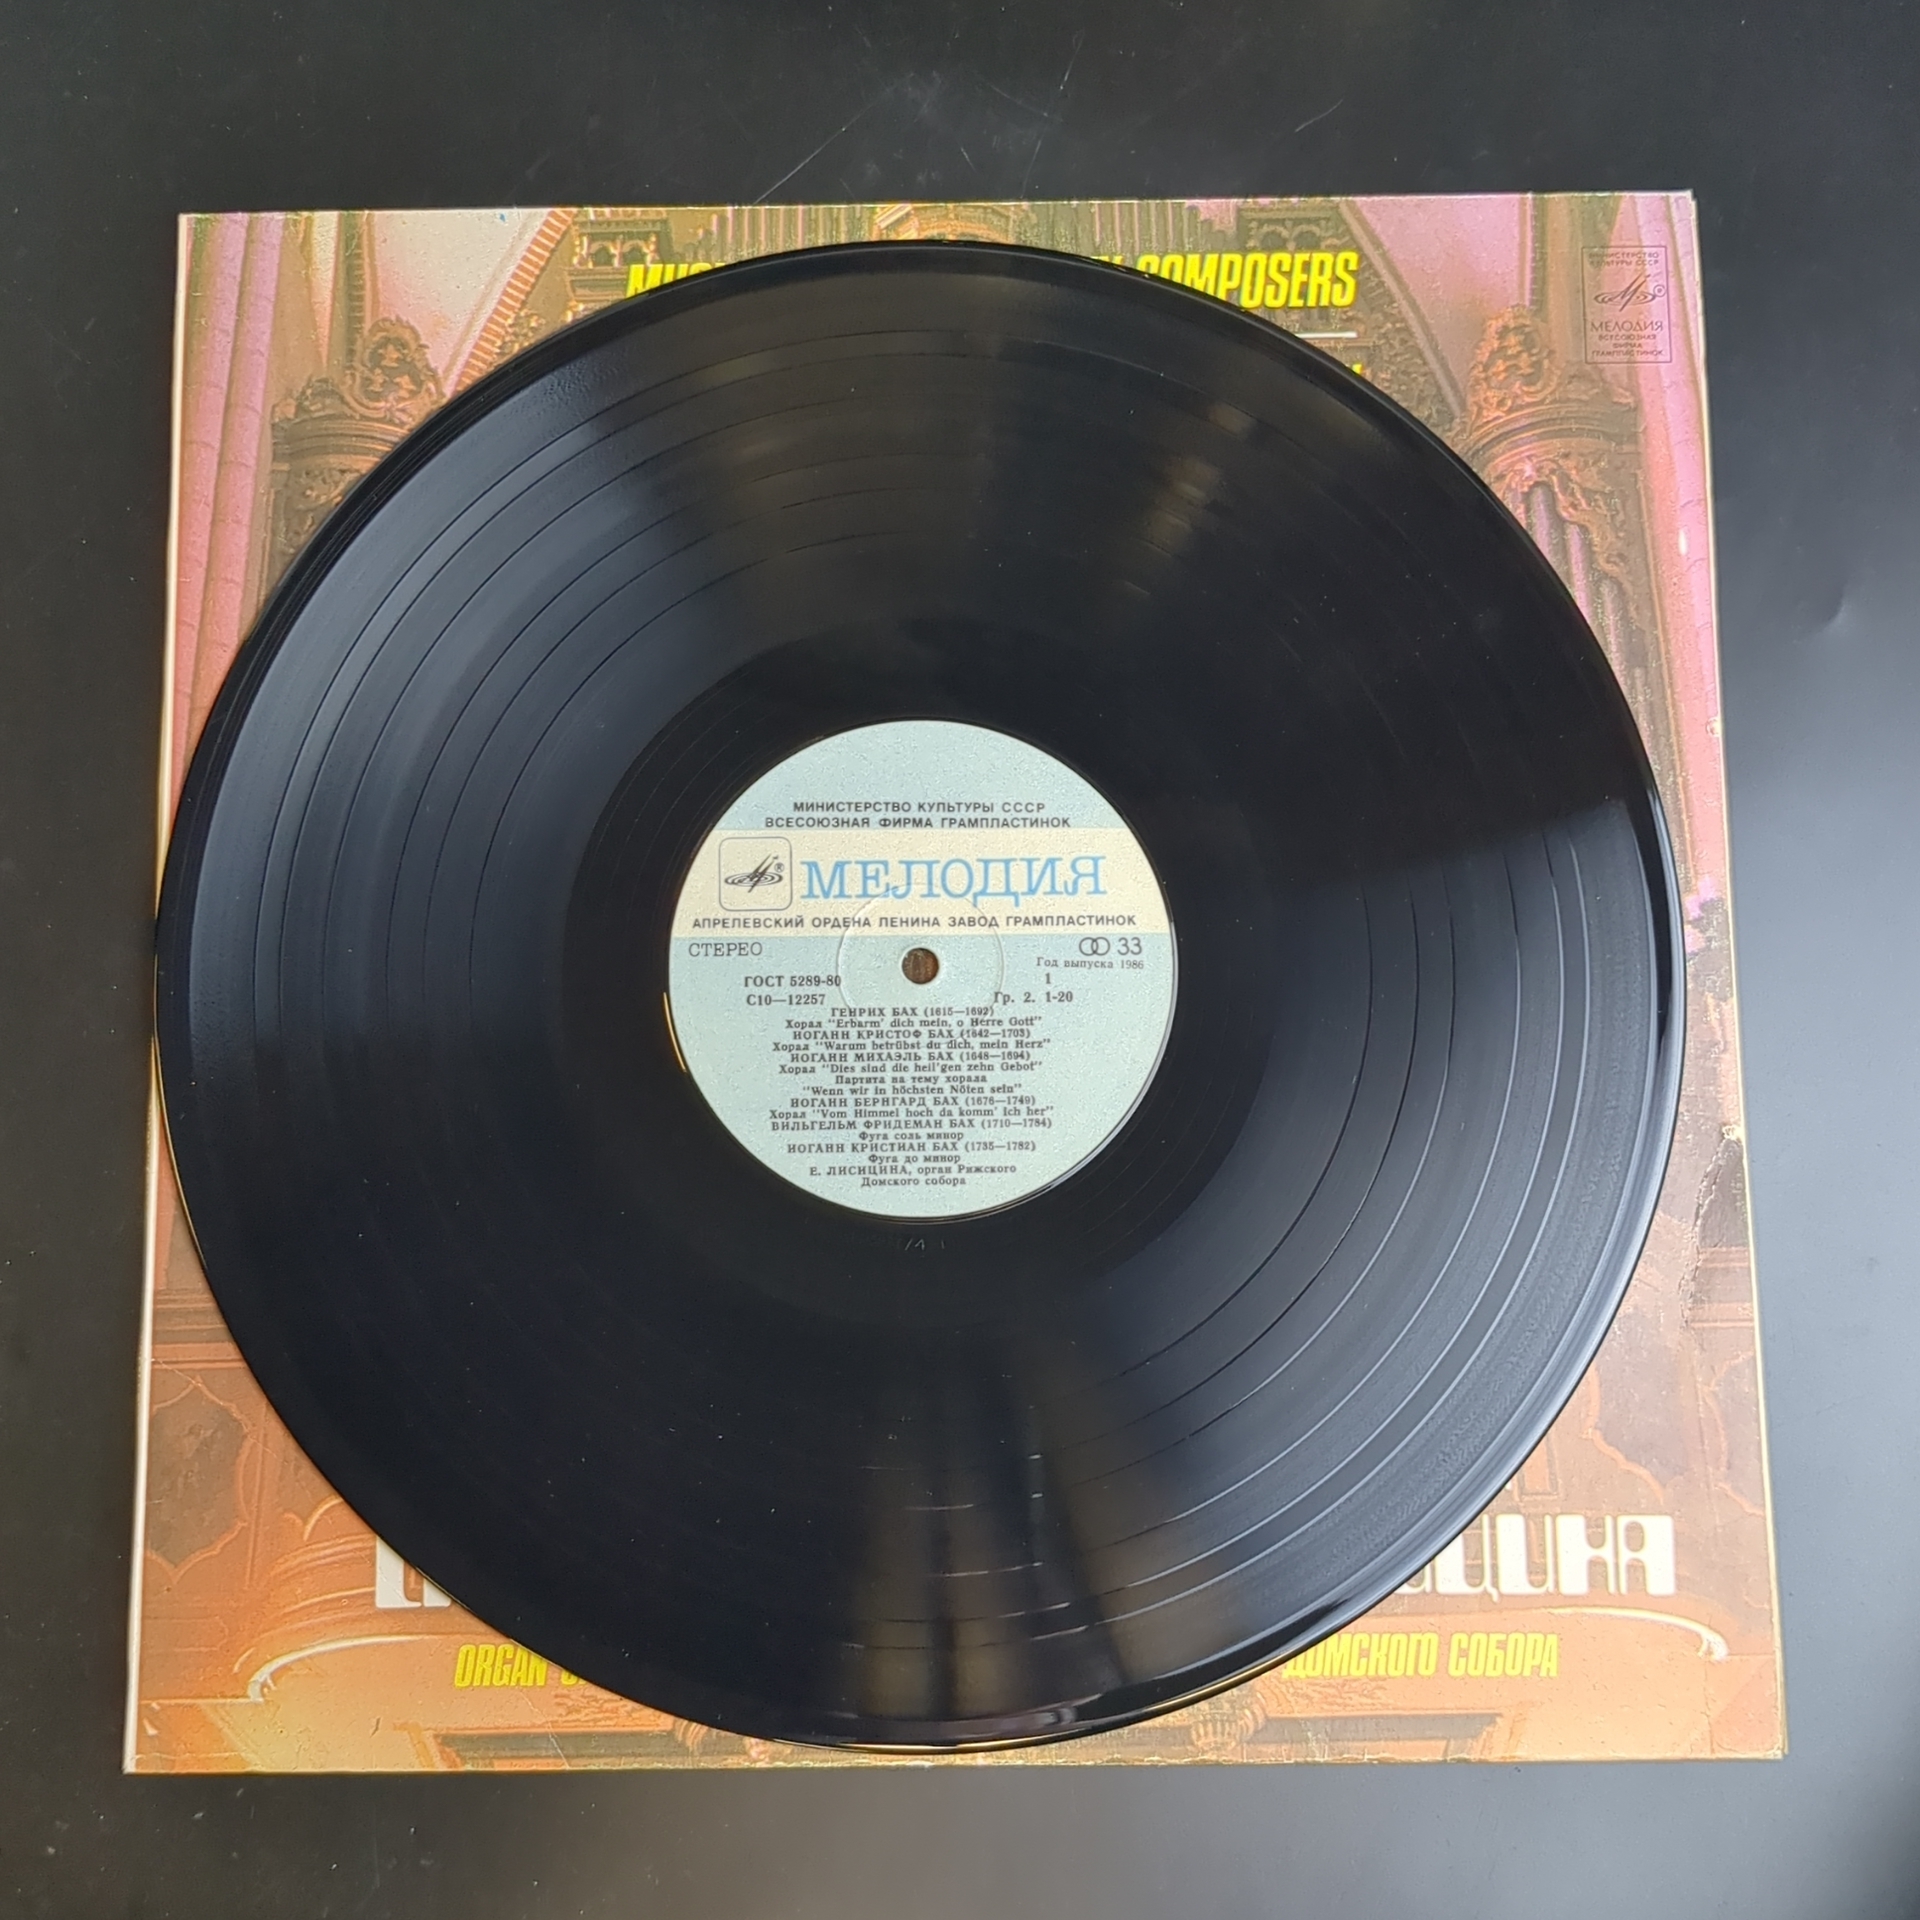 COMPOSERS
МИНИСТЕРСТВО
КУЛЬТУРЫ СССР
МЕЛОДИЯ
ВСЕСОЮЗНАЯ
ФИРМА
ГРАМПЛАСТИНОК
МИНИСТЕРСТВО КУЛЬТУРЫ СССР
ВСЕСОЮЗНАЯ ФИРМА ГРАМПЛАСТИНОК
МЕЛОДИЯ
АПРЕЛЕВСКИЙ ОРДЕНА ЛЕНИНА ЗАВОД ГРАМПЛАСТИНОК
СТЕРЕО 33
Год выпуска 1986
ГОСТ 5289-80 1
С10—12257 Гр. 2. 1-20
ГЕНРИХ БАХ (1615—1692)
Хорал "Erbarm' dich mein, o Herre Gott"
ИОГАНН КРИСТОФ БАХ (1642—1703)
Хорал "Warum betrübst du dich, mein Herz"
ИОГАНН МИХАЭЛЬ БАХ (1648—1694)
Хорал "Dies sind die heil'gen zehn Gebot"
Партита на тему хорала
"Wenn wir in höchsten Nöten sein"
ИОГАНН БЕРНГАРД БАХ (1676—1749)
Хорал "Vom Himmel hoch da komm' ich her"
ВИЛЬГЕЛЬМ ФРИДЕМАН БАХ (1710—1784)
Фуга соль минор
ИОГАНН КРИСТИАН БАХ (1735—1782)
Фуга до минор
Е. ЛИСИЦИНА, орган Рижского
Домского собора
ORGAN ДОМСКОГО СОБОРА